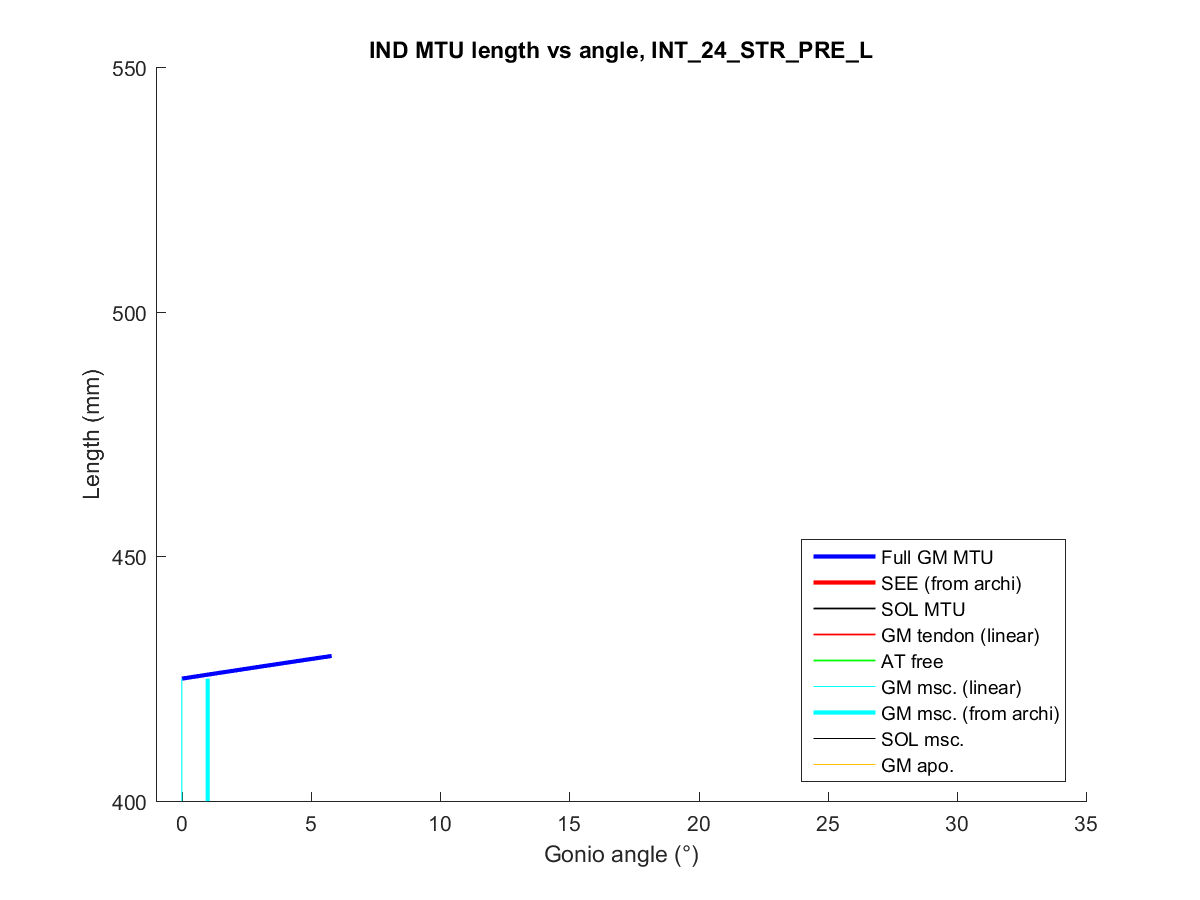 IND MTU length vs angle, INT_24_STR_PRE_L
550
500
450
400
Length (mm)
0 5 10 15 20 25 30 35
Gonio angle (°)
Full GM MTU
SEE (from archi)
SOL MTU
GM tendon (linear)
AT free
GM msc. (linear)
GM msc. (from archi)
SOL msc.
GM apo.